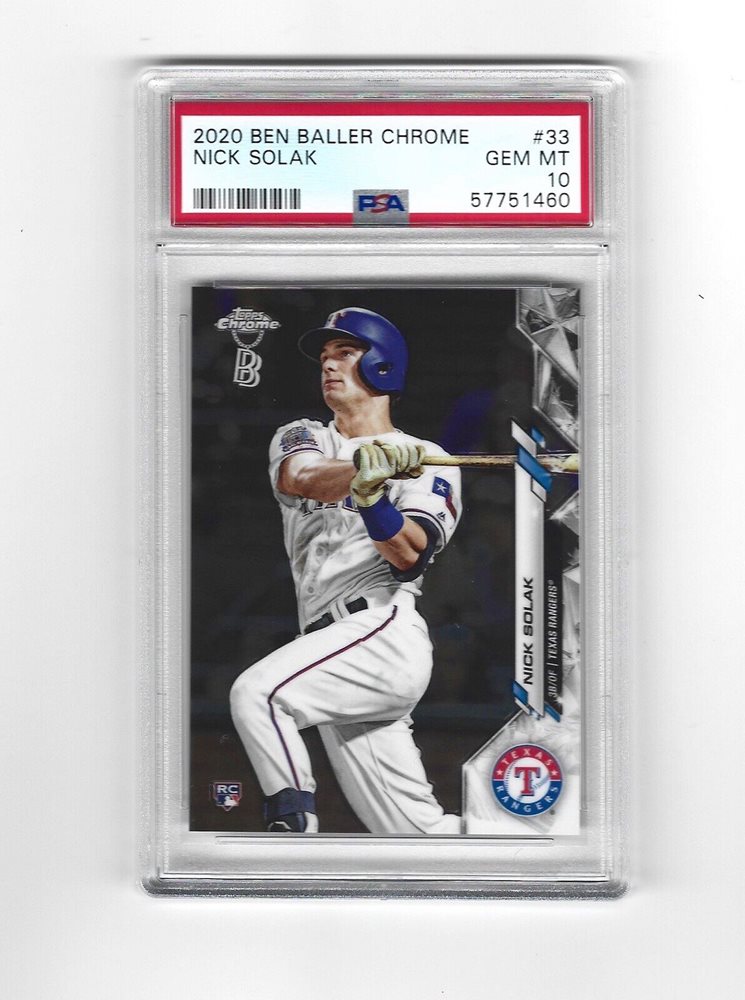 2020 BEN BALLER CHROME #33
NICK SOLAK GEM MT
10
57751460
PSA
Topps
Chrome
BB
NICK SOLAK
3B/OF | TEXAS RANGERS®
TEXAS
T
RANGERS
RC